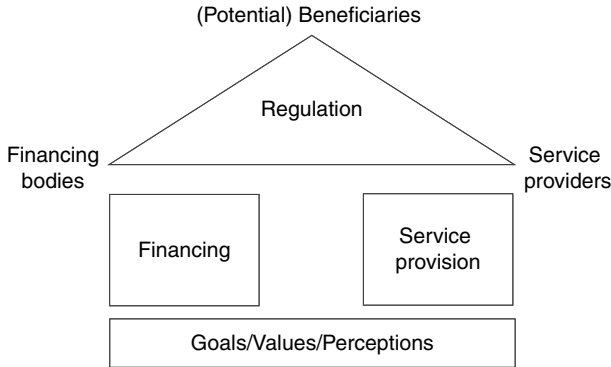 (Potential) Beneficiaries
Regulation
Financing
bodies
Service
providers
Financing
Service
provision
Goals/Values/Perceptions